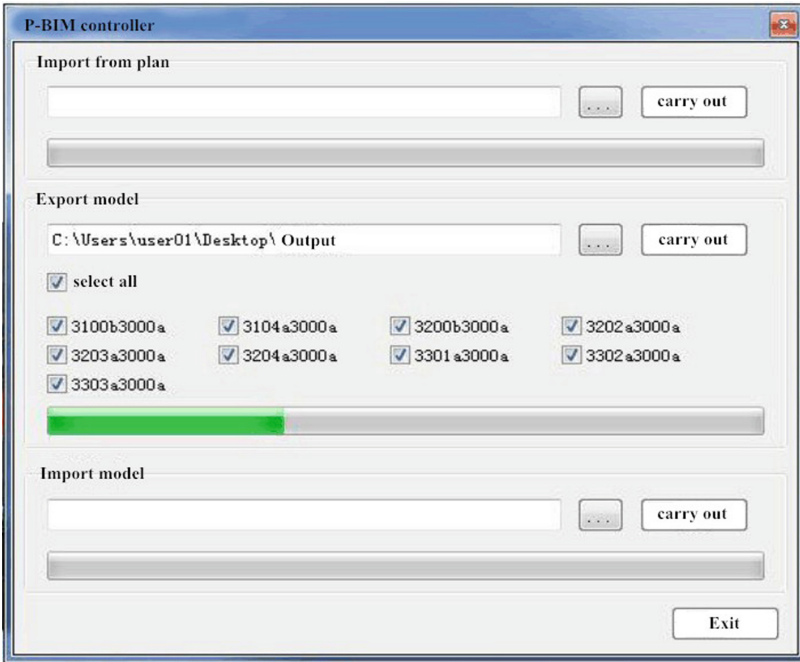 P-BIM controller
Import from plan
... carry out
Export model
C:\Users\user01\Desktop\ Output ... carry out
select all
3100b3000a 3104a3000a 3200b3000a 3202a3000a
3203a3000a 3204a3000a 3301a3000a 3302a3000a
3303a3000a
Import model
... carry out
Exit